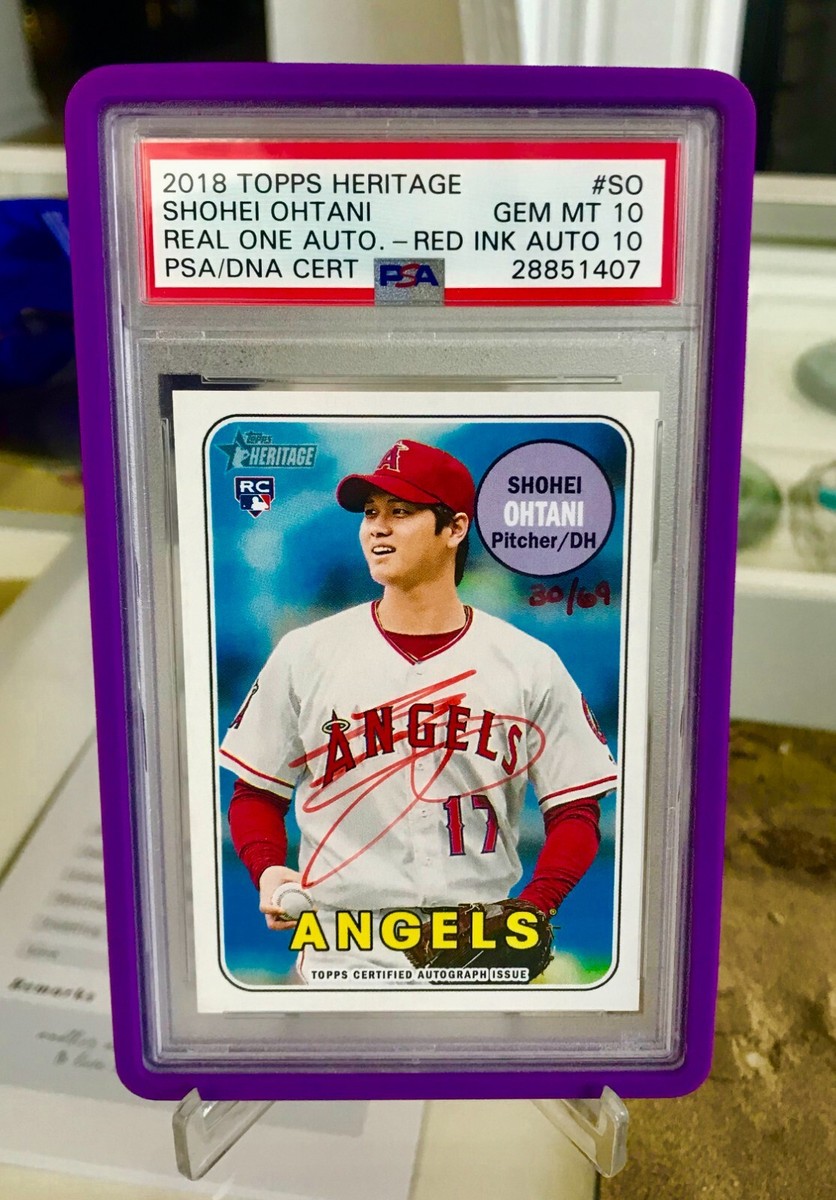 2018 TOPPS HERITAGE #SO
SHOHEI OHTANI GEM MT 10
REAL ONE AUTO. – RED INK AUTO 10
PSA/DNA CERT PSA 28851407
TOPPS
HERITAGE
RC
SHOHEI
OHTANI
Pitcher/DH
30/69
A
ANGELS
17
ANGELS®
TOPPS CERTIFIED AUTOGRAPH ISSUE
Remarks